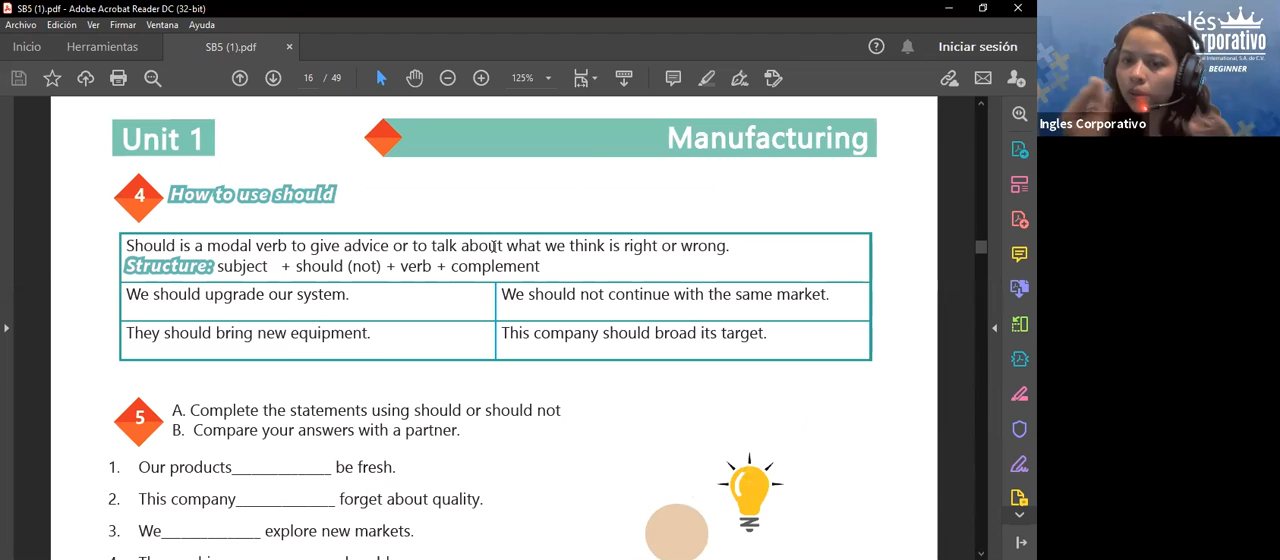 SB5 (1).pdf - Adobe Acrobat Reader DC (32-bit)
Archivo Edición Ver Firmar Ventana Ayuda
Inicio Herramientas SB5 (1).pdf × Iniciar sesión
16 / 49 125%
Inglés
Corporativo
BEGINNER
Ingles Corporativo
Unit 1 Manufacturing
4 How to use should
Should is a modal verb to give advice or to talk about what we think is right or wrong.
Structure: subject + should (not) + verb + complement
We should upgrade our system. We should not continue with the same market.
They should bring new equipment. This company should broad its target.
5 A. Complete the statements using should or should not
B. Compare your answers with a partner.
1. Our products____________ be fresh.
2. This company____________ forget about quality.
3. We____________ explore new markets.